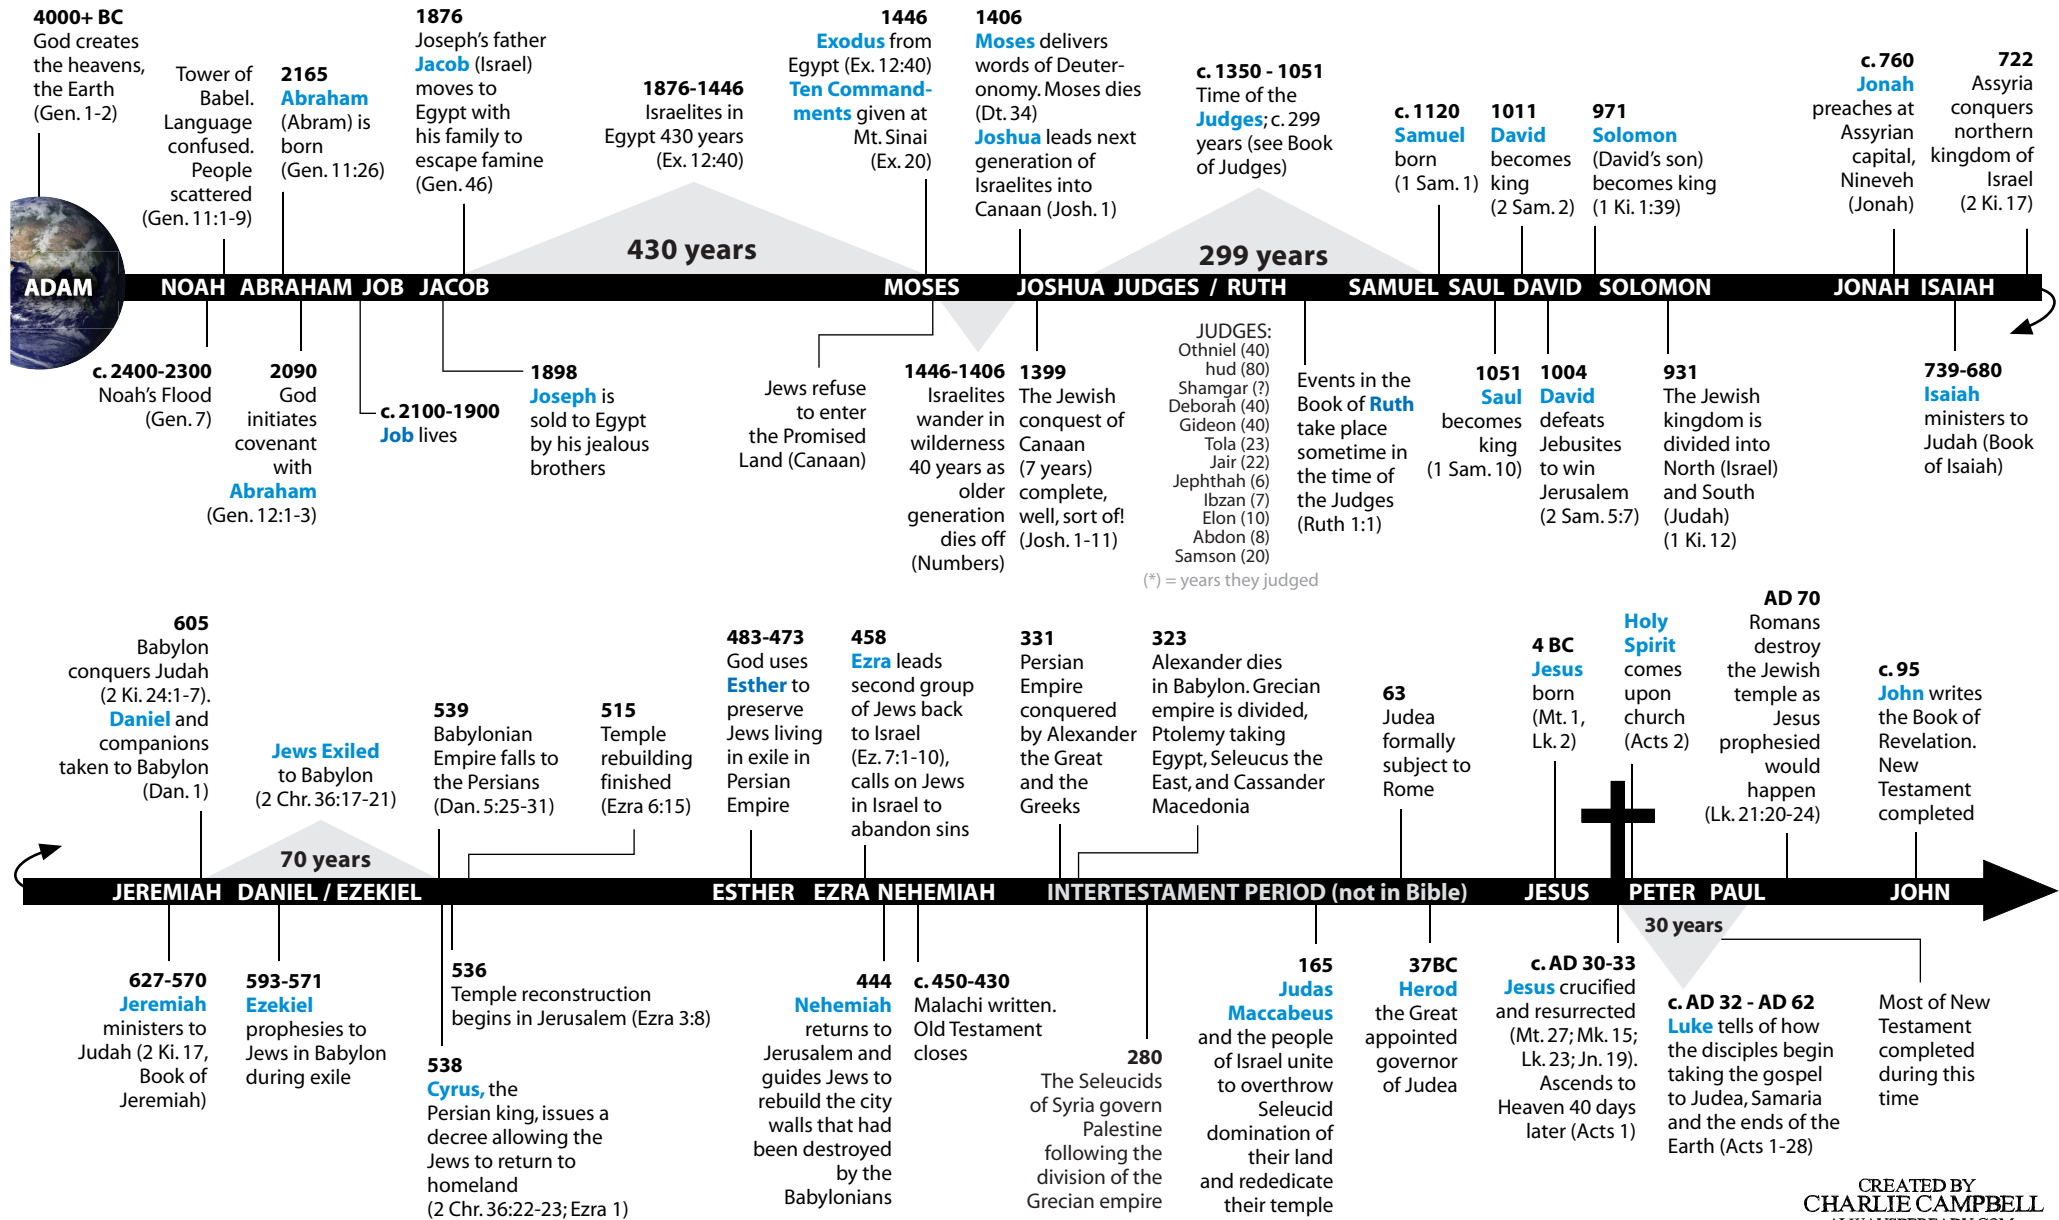 4000+ BC
God creates
the heavens,
the Earth
(Gen. 1-2)
Tower of
Babel.
Language
confused.
People
scattered
(Gen. 11:1-9)
2165
Abraham
(Abram) is
born
(Gen. 11:26)
1876
Joseph's father
Jacob (Israel)
moves to
Egypt with
his family to
escape famine
(Gen. 46)
1876-1446
Israelites in
Egypt 430 years
(Ex. 12:40)
430 years
1446
Exodus from
Egypt (Ex. 12:40)
Ten Command-
ments given at
Mt. Sinai
(Ex. 20)
1406
Moses delivers
words of Deuter-
onomy. Moses dies
(Dt. 34)
Joshua leads next
generation of
Israelites into
Canaan (Josh. 1)
c. 1350 - 1051
Time of the
Judges; c. 299
years (see Book
of Judges)
299 years
c. 1120
Samuel
born
(1 Sam. 1)
1011
David
becomes
king
(2 Sam. 2)
971
Solomon
(David's son)
becomes king
(1 Ki. 1:39)
c. 760
Jonah
preaches at
Assyrian
capital,
Nineveh
(Jonah)
722
Assyria
conquers
northern
kingdom of
Israel
(2 Ki. 17)
ADAM NOAH ABRAHAM JOB JACOB MOSES JOSHUA JUDGES / RUTH SAMUEL SAUL DAVID SOLOMON JONAH ISAIAH
c. 2400-2300
Noah's Flood
(Gen. 7)
2090
God
initiates
covenant
with
Abraham
(Gen. 12:1-3)
c. 2100-1900
Job lives
1898
Joseph is
sold to Egypt
by his jealous
brothers
Jews refuse
to enter
the Promised
Land (Canaan)
1446-1406
Israelites
wander in
wilderness
40 years as
older
generation
dies off
(Numbers)
1399
The Jewish
conquest of
Canaan
(7 years)
complete,
well, sort of!
(Josh. 1-11)
JUDGES:
Othniel (40)
hud (80)
Shamgar (?)
Deborah (40)
Gideon (40)
Tola (23)
Jair (22)
Jephthah (6)
Ibzan (7)
Elon (10)
Abdon (8)
Samson (20)
(*) = years they judged
Events in the
Book of Ruth
take place
sometime in
the time of
the Judges
(Ruth 1:1)
1051
Saul
becomes
king
(1 Sam. 10)
1004
David
defeats
Jebusites
to win
Jerusalem
(2 Sam. 5:7)
931
The Jewish
kingdom is
divided into
North (Israel)
and South
(Judah)
(1 Ki. 12)
739-680
Isaiah
ministers to
Judah (Book
of Isaiah)
605
Babylon
conquers Judah
(2 Ki. 24:1-7).
Daniel and
companions
taken to Babylon
(Dan. 1)
Jews Exiled
to Babylon
(2 Chr. 36:17-21)
70 years
539
Babylonian
Empire falls to
the Persians
(Dan. 5:25-31)
515
Temple
rebuilding
finished
(Ezra 6:15)
483-473
God uses
Esther to
preserve
Jews living
in exile in
Persian
Empire
458
Ezra leads
second group
of Jews back
to Israel
(Ez. 7:1-10),
calls on Jews
in Israel to
abandon sins
331
Persian
Empire
conquered
by Alexander
the Great
and the
Greeks
323
Alexander dies
in Babylon. Grecian
empire is divided,
Ptolemy taking
Egypt, Seleucus the
East, and Cassander
Macedonia
63
Judea
formally
subject to
Rome
4 BC
Jesus
born
(Mt. 1,
Lk. 2)
Holy
Spirit
comes
upon
church
(Acts 2)
AD 70
Romans
destroy
the Jewish
temple as
Jesus
prophesied
would
happen
(Lk. 21:20-24)
c. 95
John writes
the Book of
Revelation.
New
Testament
completed
JEREMIAH DANIEL / EZEKIEL ESTHER EZRA NEHEMIAH INTERTESTAMENT PERIOD (not in Bible) JESUS PETER PAUL JOHN
627-570
Jeremiah
ministers to
Judah (2 Ki. 17,
Book of
Jeremiah)
593-571
Ezekiel
prophesies to
Jews in Babylon
during exile
536
Temple reconstruction
begins in Jerusalem (Ezra 3:8)
538
Cyrus, the
Persian king, issues a
decree allowing the
Jews to return to
homeland
(2 Chr. 36:22-23; Ezra 1)
444
Nehemiah
returns to
Jerusalem and
guides Jews to
rebuild the city
walls that had
been destroyed
by the
Babylonians
c. 450-430
Malachi written.
Old Testament
closes
280
The Seleucids
of Syria govern
Palestine
following the
division of the
Grecian empire
165
Judas
Maccabeus
and the people
of Israel unite
to overthrow
Seleucid
domination of
their land
and rededicate
their temple
37BC
Herod
the Great
appointed
governor
of Judea
c. AD 30-33
Jesus crucified
and resurrected
(Mt. 27; Mk. 15;
Lk. 23; Jn. 19).
Ascends to
Heaven 40 days
later (Acts 1)
30 years
c. AD 32 - AD 62
Luke tells of how
the disciples begin
taking the gospel
to Judea, Samaria
and the ends of the
Earth (Acts 1-28)
Most of New
Testament
completed
during this
time
CREATED BY
CHARLIE CAMPBELL